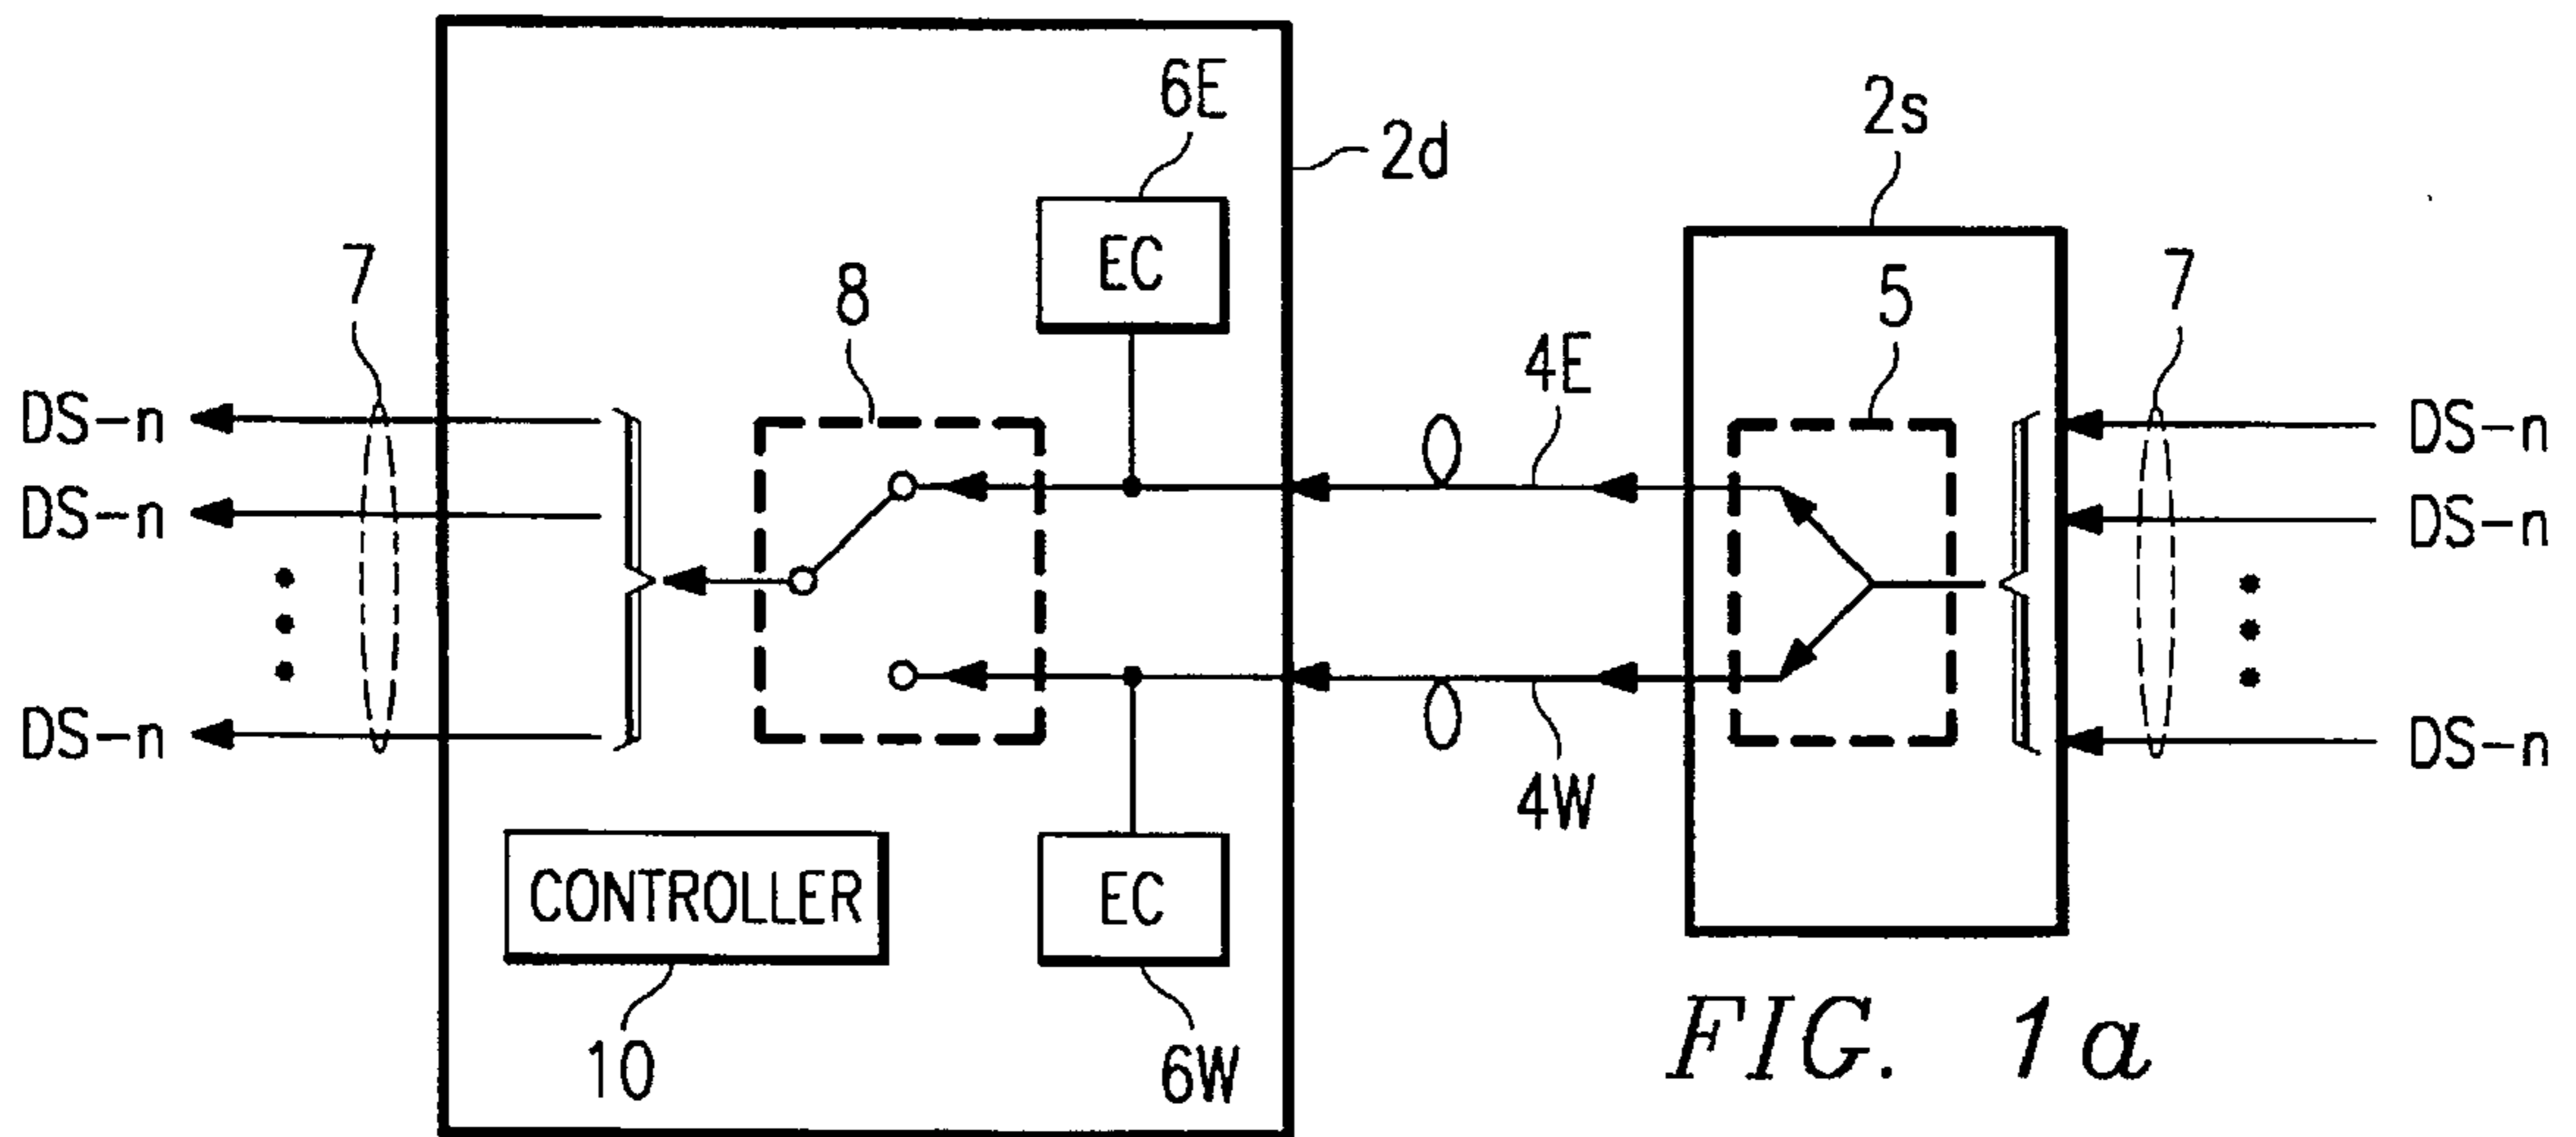 6E
2d
2s
EC
7
8
5
7
4E
DS-n
DS-n
DS-n
DS-n
DS-n
DS-n
4W
CONTROLLER
EC
10
6W
FIG. 1a